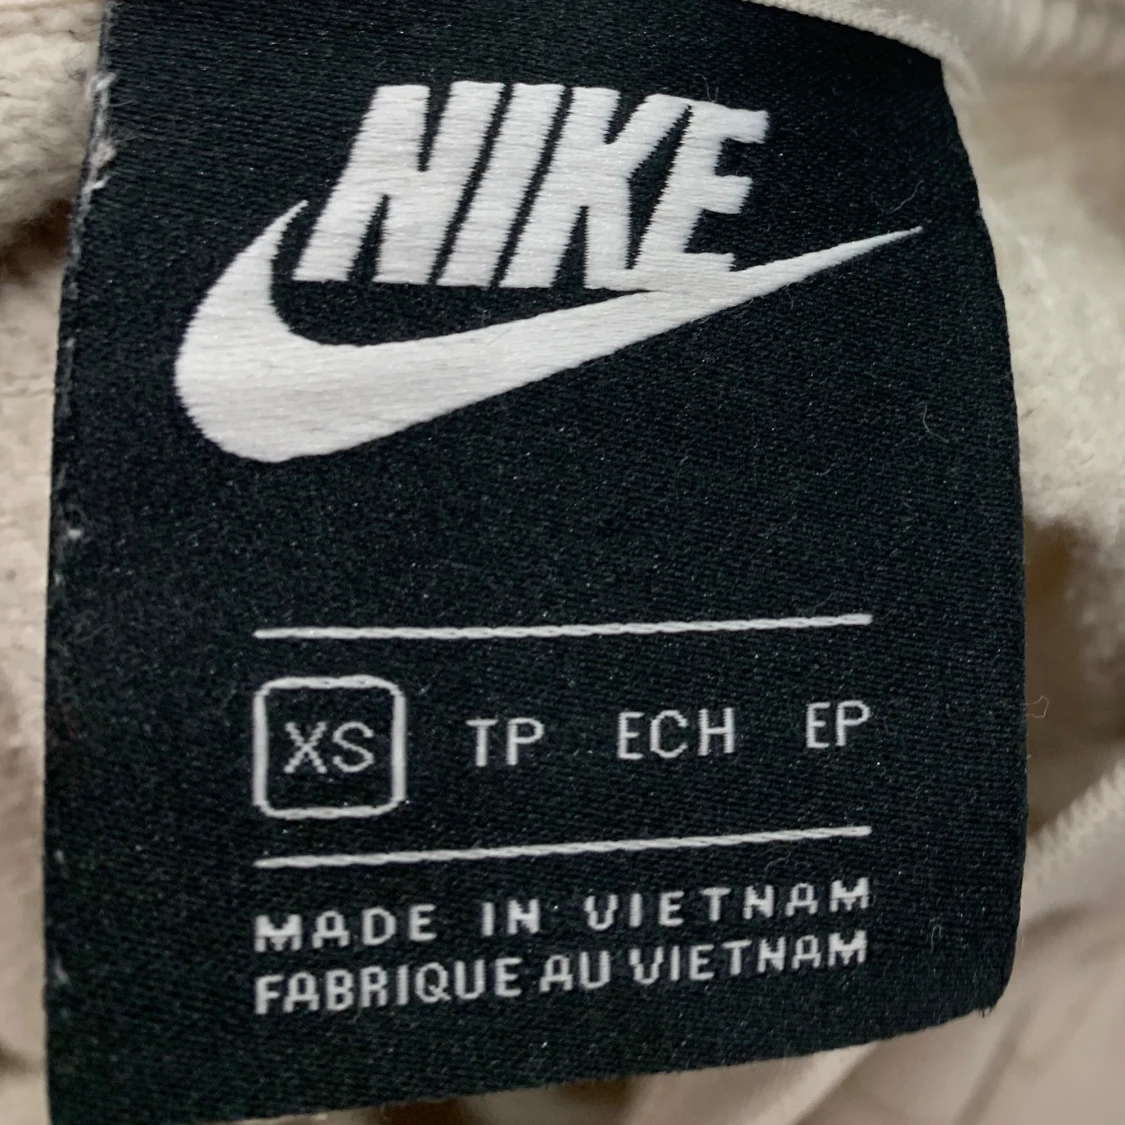 NIKE
XS TP ECH EP
MADE IN VIETNAM
FABRIQUE AU VIETNAM